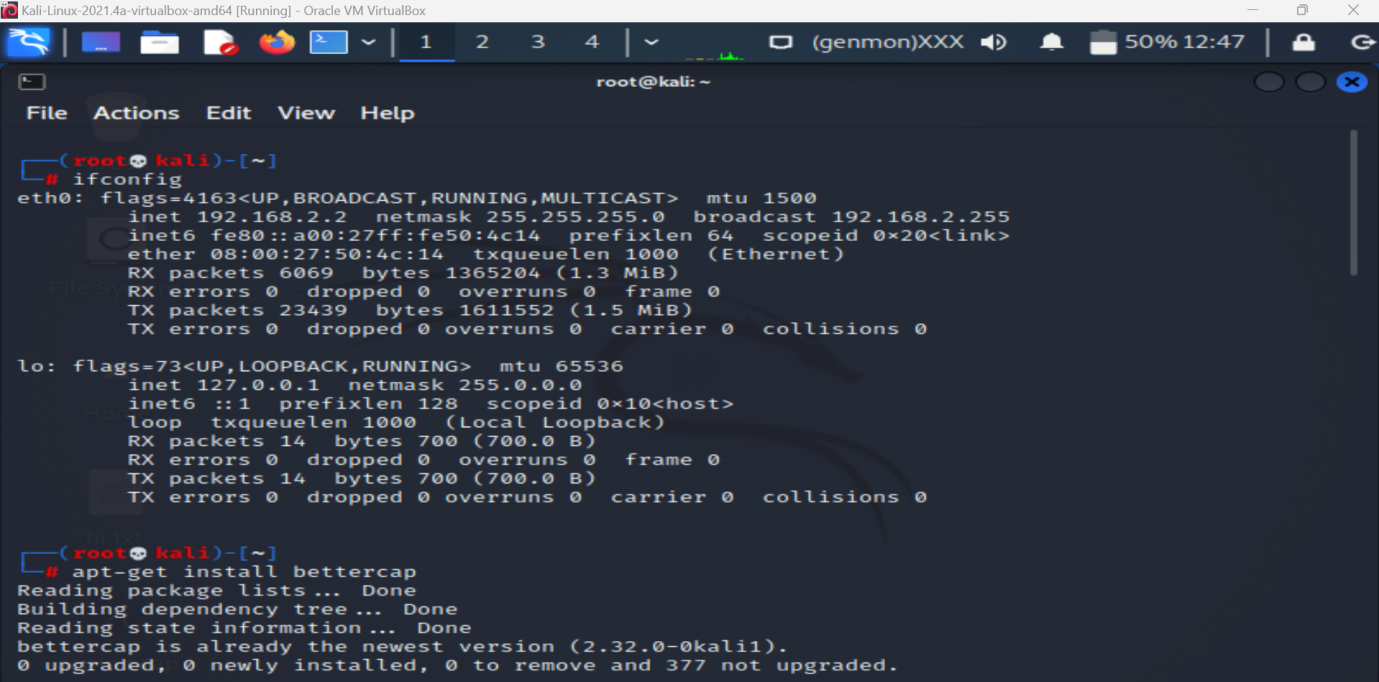 Kali-Linux-2021.4a-virtualbox-amd64 [Running] - Oracle VM VirtualBox
1 2 3 4 (genmon)XXX 50% 12:47
root@kali: ~
File Actions Edit View Help
┌──(root💀kali)-[~]
└─# ifconfig
eth0: flags=4163<UP,BROADCAST,RUNNING,MULTICAST>  mtu 1500
inet 192.168.2.2  netmask 255.255.255.0  broadcast 192.168.2.255
inet6 fe80::a00:27ff:fe50:4c14  prefixlen 64  scopeid 0×20<link>
ether 08:00:27:50:4c:14  txqueuelen 1000  (Ethernet)
RX packets 6069  bytes 1365204 (1.3 MiB)
RX errors 0  dropped 0  overruns 0  frame 0
TX packets 23439  bytes 1611552 (1.5 MiB)
TX errors 0  dropped 0 overruns 0  carrier 0  collisions 0
lo: flags=73<UP,LOOPBACK,RUNNING>  mtu 65536
inet 127.0.0.1  netmask 255.0.0.0
inet6 ::1  prefixlen 128  scopeid 0×10<host>
loop  txqueuelen 1000  (Local Loopback)
RX packets 14  bytes 700 (700.0 B)
RX errors 0  dropped 0  overruns 0  frame 0
TX packets 14  bytes 700 (700.0 B)
TX errors 0  dropped 0 overruns 0  carrier 0  collisions 0
┌──(root💀kali)-[~]
└─# apt-get install bettercap
Reading package lists... Done
Building dependency tree... Done
Reading state information... Done
bettercap is already the newest version (2.32.0-0kali1).
0 upgraded, 0 newly installed, 0 to remove and 377 not upgraded.